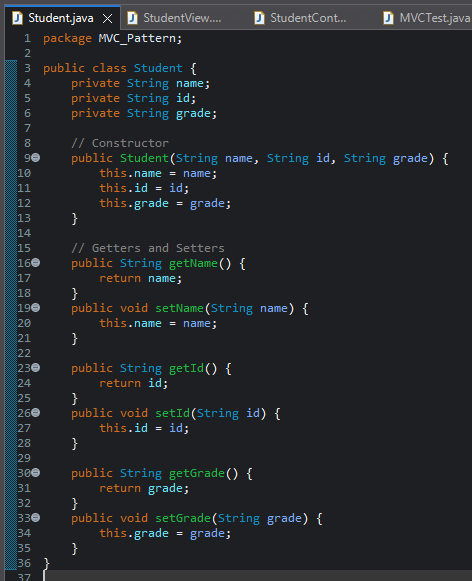 Student.java StudentView.... StudentCont... MVCTest.java
1 package MVC_Pattern;
2
3 public class Student {
4     private String name;
5     private String id;
6     private String grade;
7
8     // Constructor
9     public Student(String name, String id, String grade) {
10         this.name = name;
11         this.id = id;
12         this.grade = grade;
13     }
14
15     // Getters and Setters
16     public String getName() {
17         return name;
18     }
19     public void setName(String name) {
20         this.name = name;
21     }
22
23     public String getId() {
24         return id;
25     }
26     public void setId(String id) {
27         this.id = id;
28     }
29
30     public String getGrade() {
31         return grade;
32     }
33     public void setGrade(String grade) {
34         this.grade = grade;
35     }
36 }
37